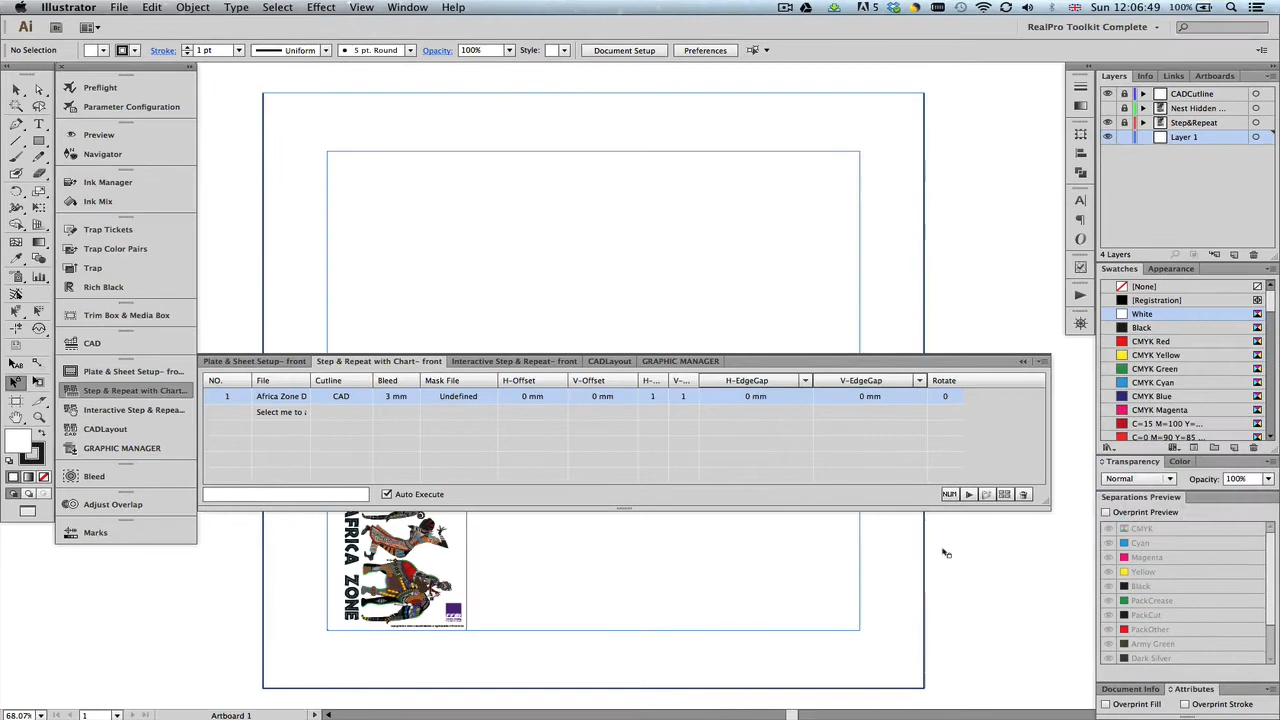 Illustrator File Edit Object Type Select Effect View Window Help 5 Sun 12:06:49 100%
Ai Br RealPro Toolkit Complete
No Selection Stroke: 1 pt Uniform 5 pt. Round Opacity: 100% Style: Document Setup Preferences
Preflight
Parameter Configuration
Preview
Navigator
Ink Manager
Ink Mix
Trap Tickets
Trap Color Pairs
Trap
Rich Black
Trim Box & Media Box
CAD
Plate & Sheet Setup- fro...
Step & Repeat with Chart...
Interactive Step & Repea...
CADLayout
GRAPHIC MANAGER
Bleed
Adjust Overlap
Marks
Plate & Sheet Setup- front Step & Repeat with Chart- front Interactive Step & Repeat- front CADLayout GRAPHIC MANAGER
NO. File Cutline Bleed Mask File H-Offset V-Offset H-... V-... H-EdgeGap V-EdgeGap Rotate
1 Africa Zone D CAD 3 mm Undefined 0 mm 0 mm 1 1 0 mm 0 mm 0
Select me to a
Auto Execute NUM
AFRICA ZONE
Layers Info Links Artboards
CADCutline
Nest Hidden ...
Step&Repeat
Layer 1
4 Layers
Swatches Appearance
[None]
[Registration]
White
Black
CMYK Red
CMYK Yellow
CMYK Green
CMYK Cyan
CMYK Blue
CMYK Magenta
C=15 M=100 Y=...
C=0 M=90 Y=85 ...
Transparency Color
Normal Opacity: 100%
Separations Preview
Overprint Preview
CMYK
Cyan
Magenta
Yellow
Black
PackCrease
PackCut
PackOther
Army Green
Dark Silver
Document Info Attributes
Overprint Fill Overprint Stroke
68.07% 1 Artboard 1